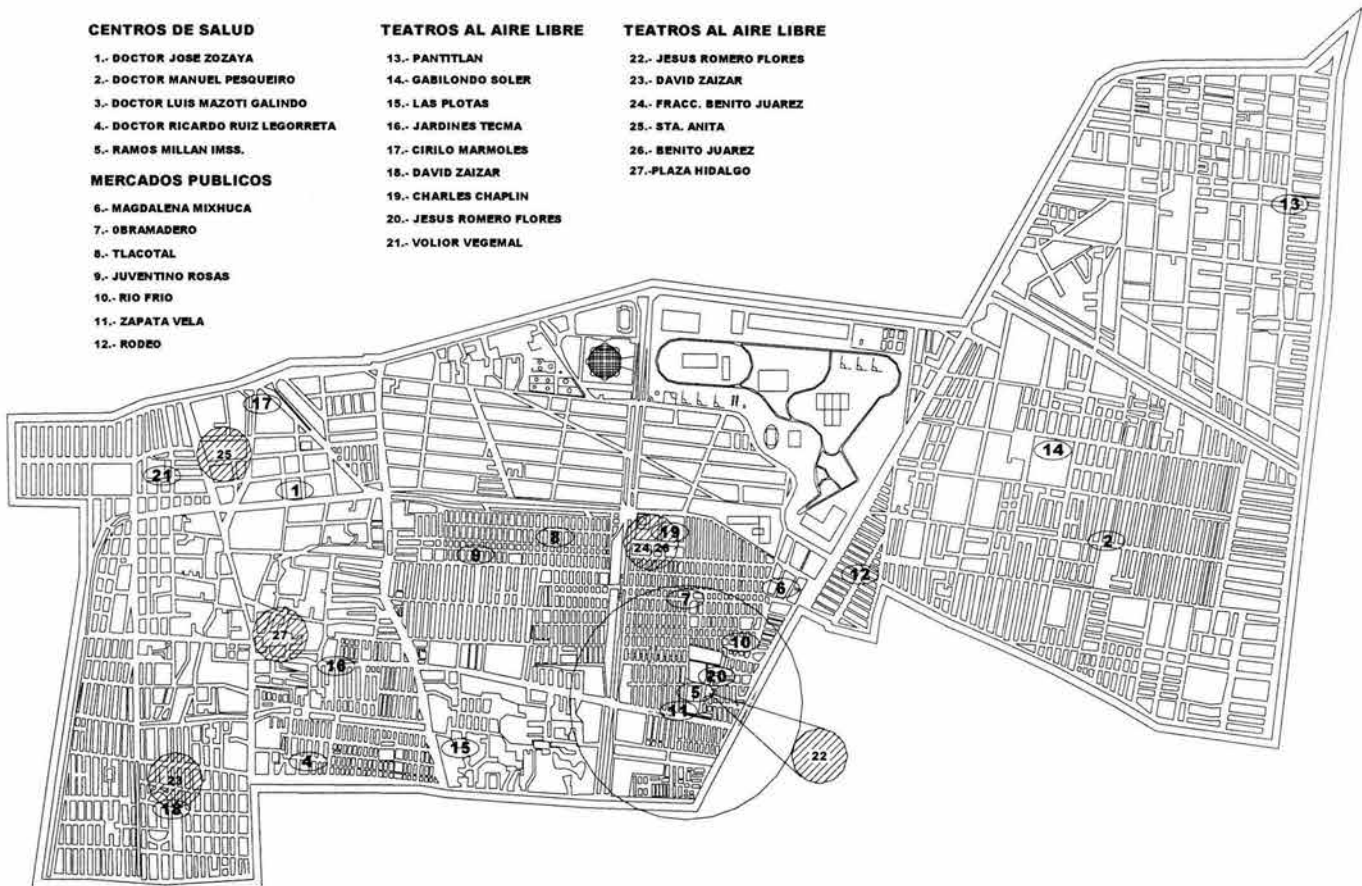 CENTROS DE SALUD
1.- DOCTOR JOSE ZOZAYA
2.- DOCTOR MANUEL PESQUEIRO
3.- DOCTOR LUIS MAZOTI GALINDO
4.- DOCTOR RICARDO RUIZ LEGORRETA
5.- RAMOS MILLAN IMSS.
MERCADOS PUBLICOS
6.- MAGDALENA MIXHUCA
7.- 0BRAMADERO
8.- TLACOTAL
9.- JUVENTINO ROSAS
10.- RIO FRIO
11.- ZAPATA VELA
12.- RODEO
TEATROS AL AIRE LIBRE
13.- PANTITLAN
14.- GABILONDO SOLER
15.- LAS PLOTAS
16.- JARDINES TECMA
17.- CIRILO MARMOLES
18.- DAVID ZAIZAR
19.- CHARLES CHAPLIN
20.- JESUS ROMERO FLORES
21.- VOLIOR VEGEMAL
TEATROS AL AIRE LIBRE
22.- JESUS ROMERO FLORES
23.- DAVID ZAIZAR
24.- FRACC. BENITO JUAREZ
25.- STA. ANITA
26.- BENITO JUAREZ
27.-PLAZA HIDALGO
13
17
25
21
14
1
19
8
2
24,26
9
12
6
7
27
10
16
20
5
11
15
22
4
23
18